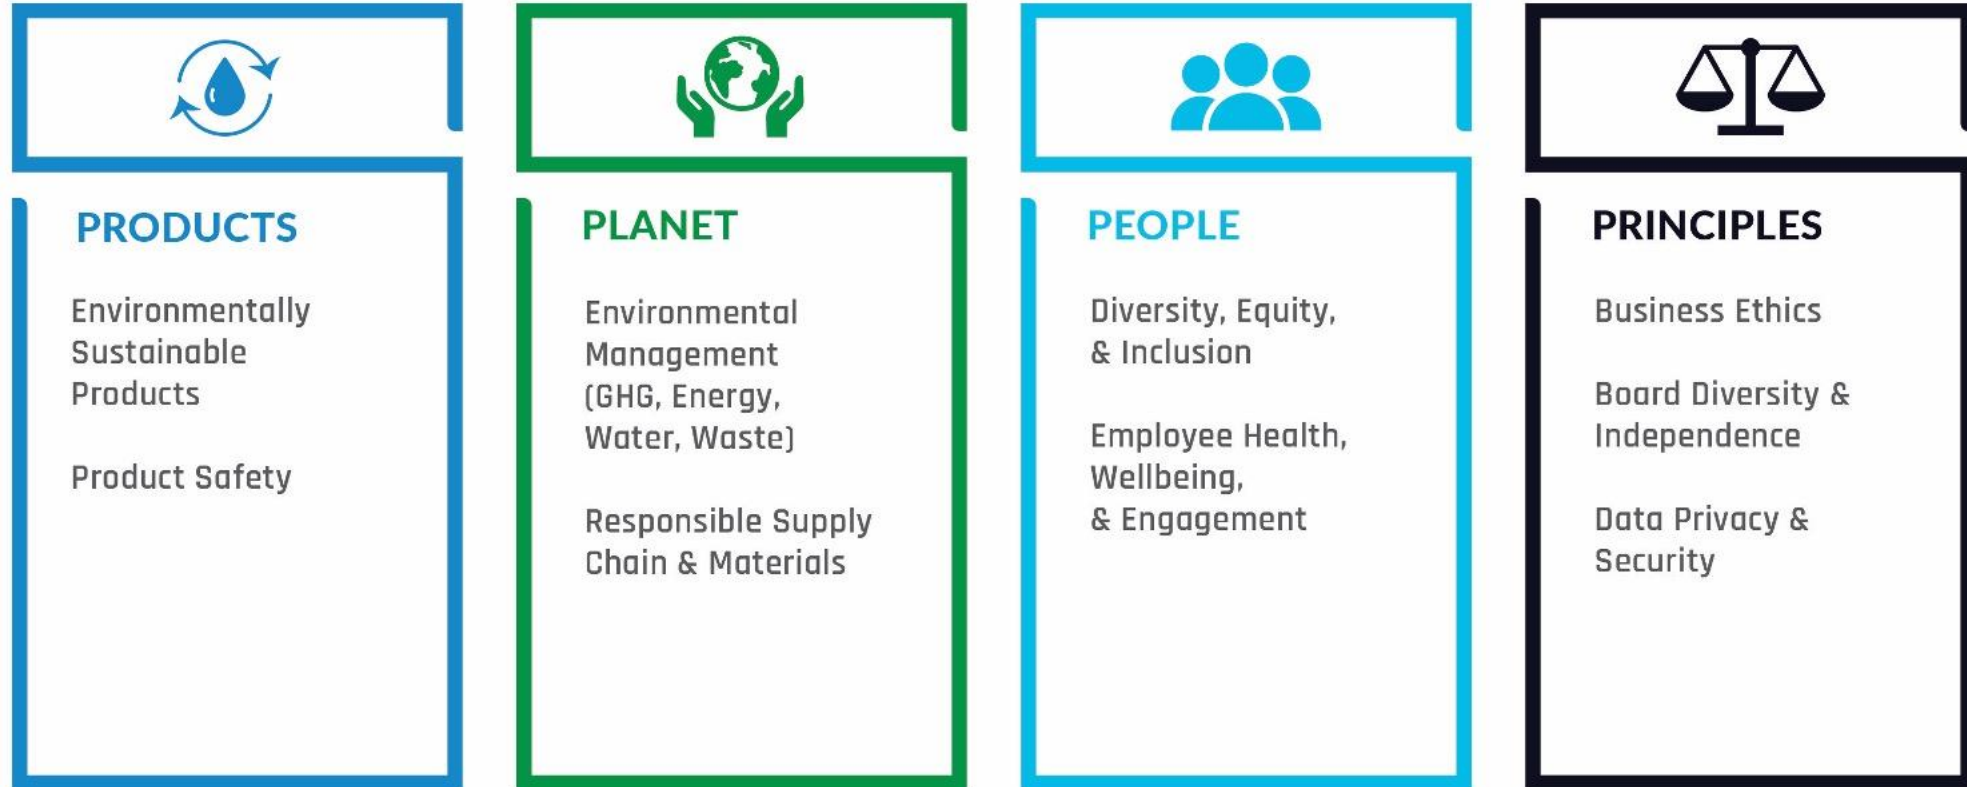 PRODUCTS
Environmentally
Sustainable
Products
Product Safety
PLANET
Environmental
Management
(GHG, Energy,
Water, Waste)
Responsible Supply
Chain & Materials
PEOPLE
Diversity, Equity,
& Inclusion
Employee Health,
Wellbeing,
& Engagement
PRINCIPLES
Business Ethics
Board Diversity &
Independence
Data Privacy &
Security